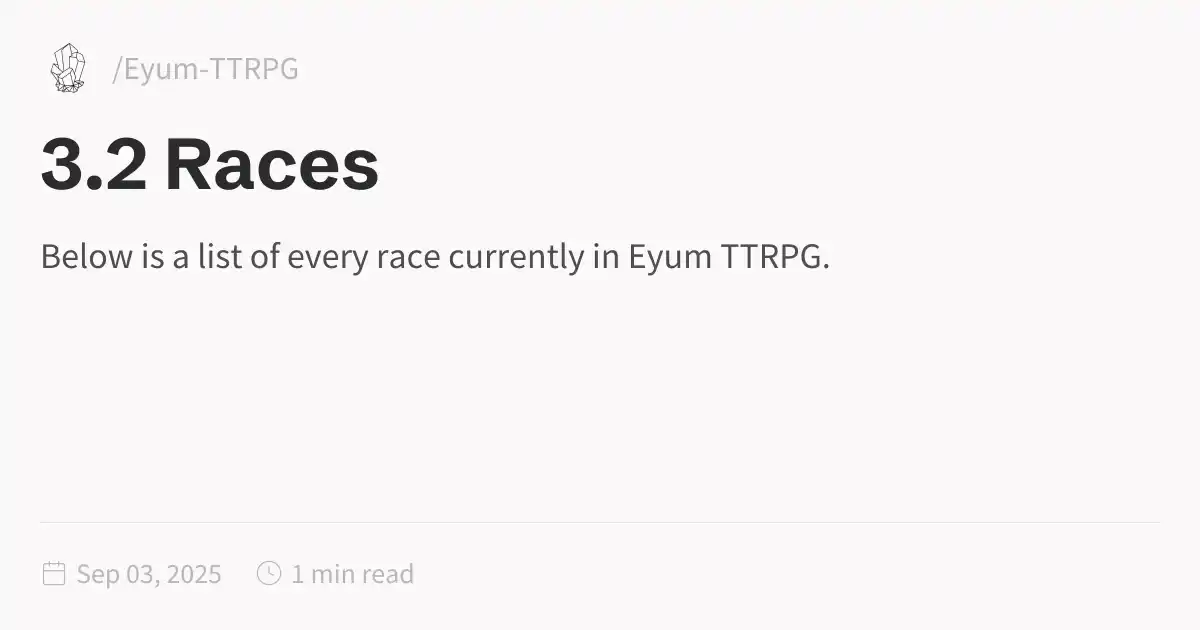 /Eyum-TTRPG
3.2 Races
Below is a list of every race currently in Eyum TTRPG.
Sep 03, 2025 1 min read